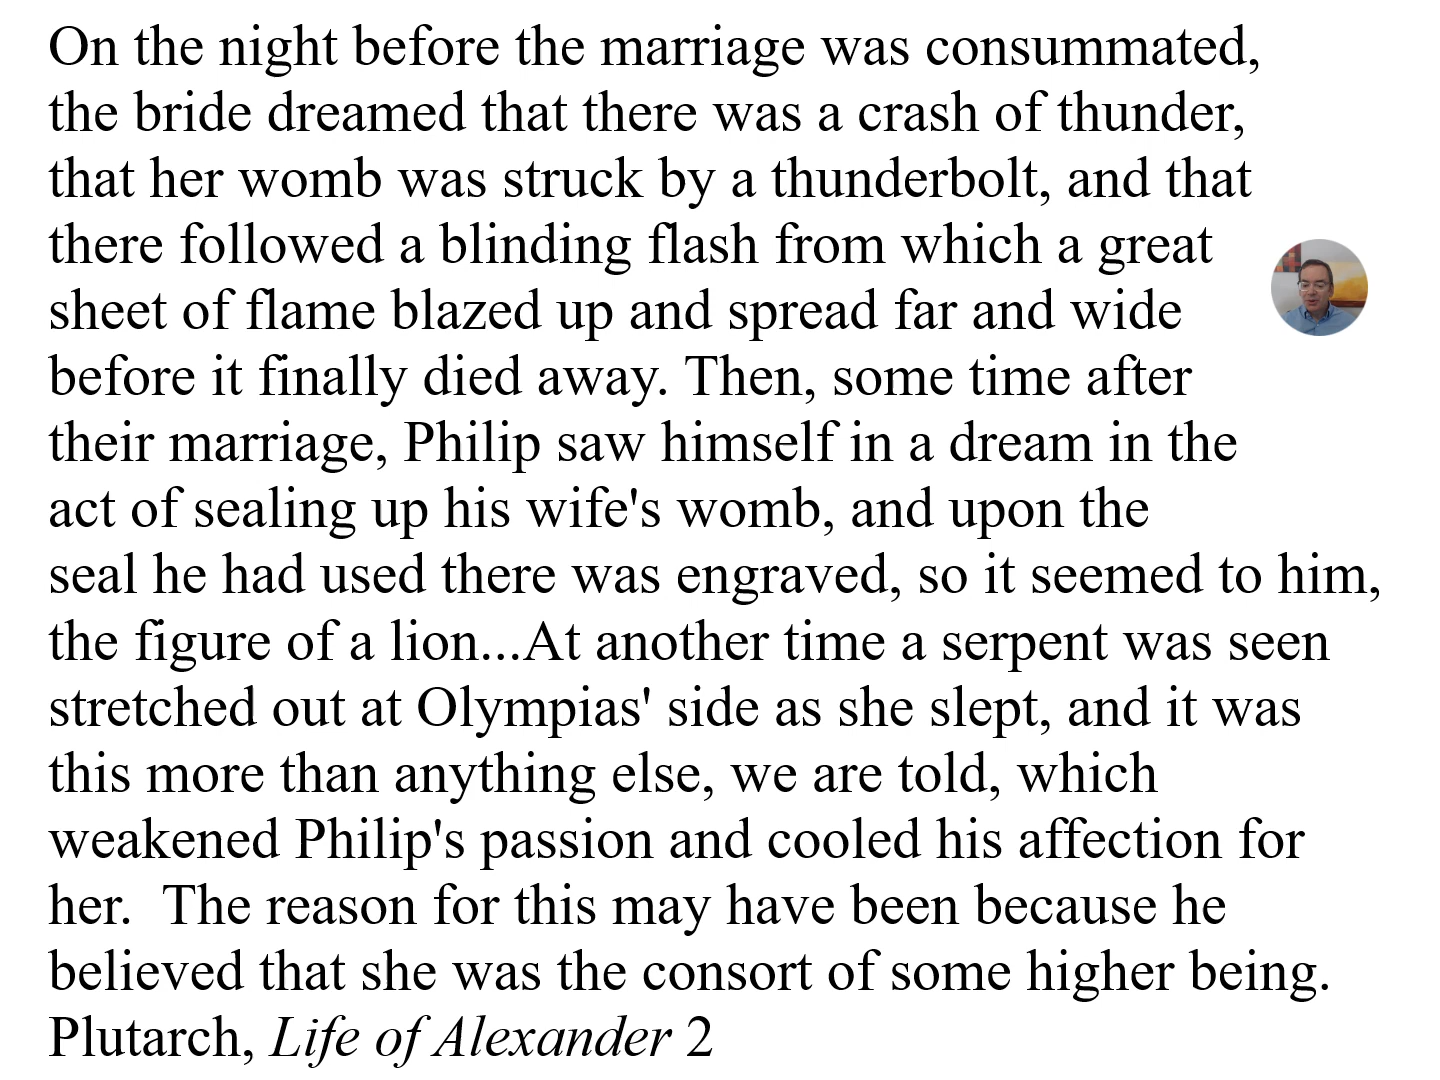 On the night before the marriage was consummated,
the bride dreamed that there was a crash of thunder,
that her womb was struck by a thunderbolt, and that
there followed a blinding flash from which a great
sheet of flame blazed up and spread far and wide
before it finally died away. Then, some time after
their marriage, Philip saw himself in a dream in the
act of sealing up his wife's womb, and upon the
seal he had used there was engraved, so it seemed to him,
the figure of a lion...At another time a serpent was seen
stretched out at Olympias' side as she slept, and it was
this more than anything else, we are told, which
weakened Philip's passion and cooled his affection for
her.  The reason for this may have been because he
believed that she was the consort of some higher being.
Plutarch, Life of Alexander 2